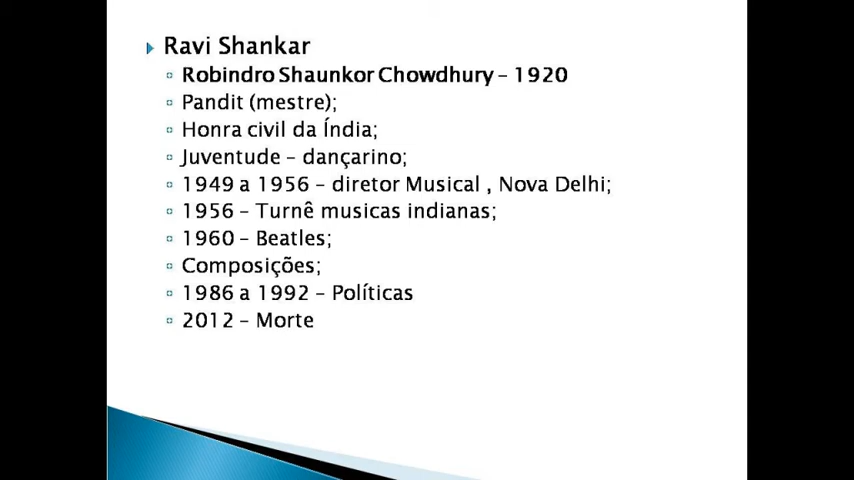 Ravi Shankar
Robindro Shaunkor Chowdhury – 1920
Pandit (mestre);
Honra civil da Índia;
Juventude – dançarino;
1949 a 1956 – diretor Musical , Nova Delhi;
1956 – Turnê musicas indianas;
1960 – Beatles;
Composições;
1986 a 1992 – Políticas
2012 – Morte